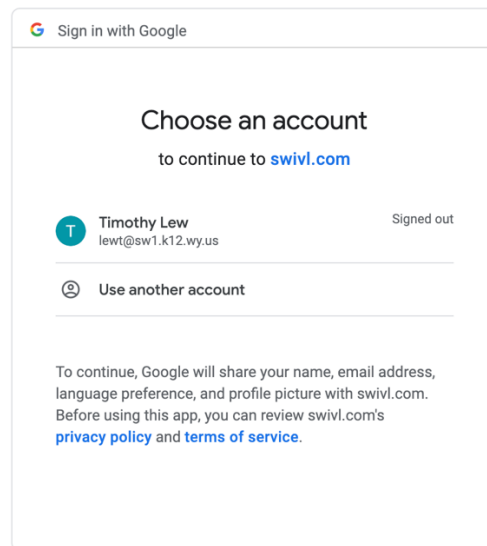 Sign in with Google
Choose an account
to continue to swivl.com
T
Timothy Lew
Signed out
lewt@sw1.k12.wy.us
Use another account
To continue, Google will share your name, email address,
language preference, and profile picture with swivl.com.
Before using this app, you can review swivl.com's
privacy policy and terms of service.